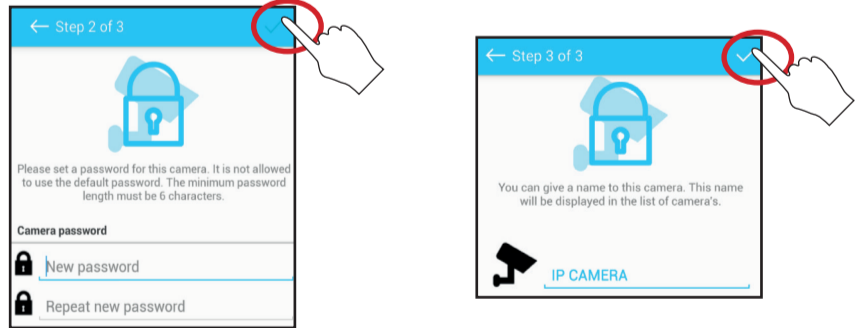 ← Step 2 of 3
Please set a password for this camera. It is not allowed
to use the default password. The minimum password
length must be 6 characters.
Camera password
New password
Repeat new password
← Step 3 of 3
You can give a name to this camera. This name
will be displayed in the list of camera's.
IP CAMERA